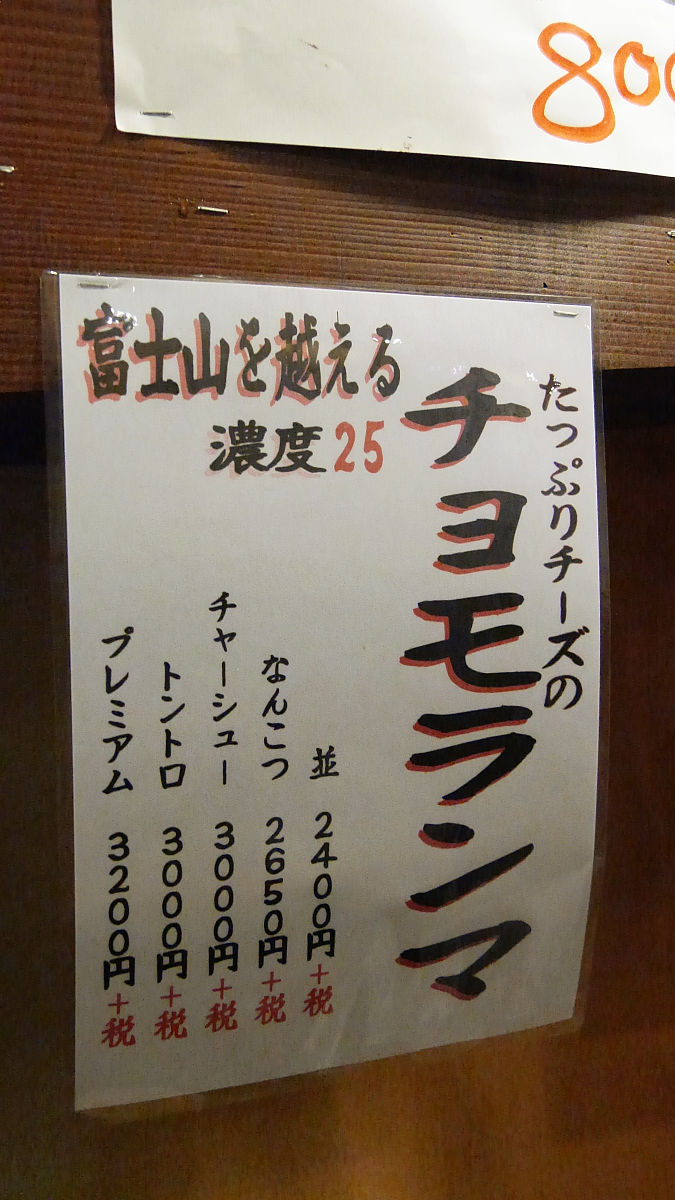 800
富士山を越える
濃度25
たっぷりチーズの
チョモランマ
並 2400円+税
なんこつ 2650円+税
チャーシュー 3000円+税
トントロ 3000円+税
プレミアム 3200円+税